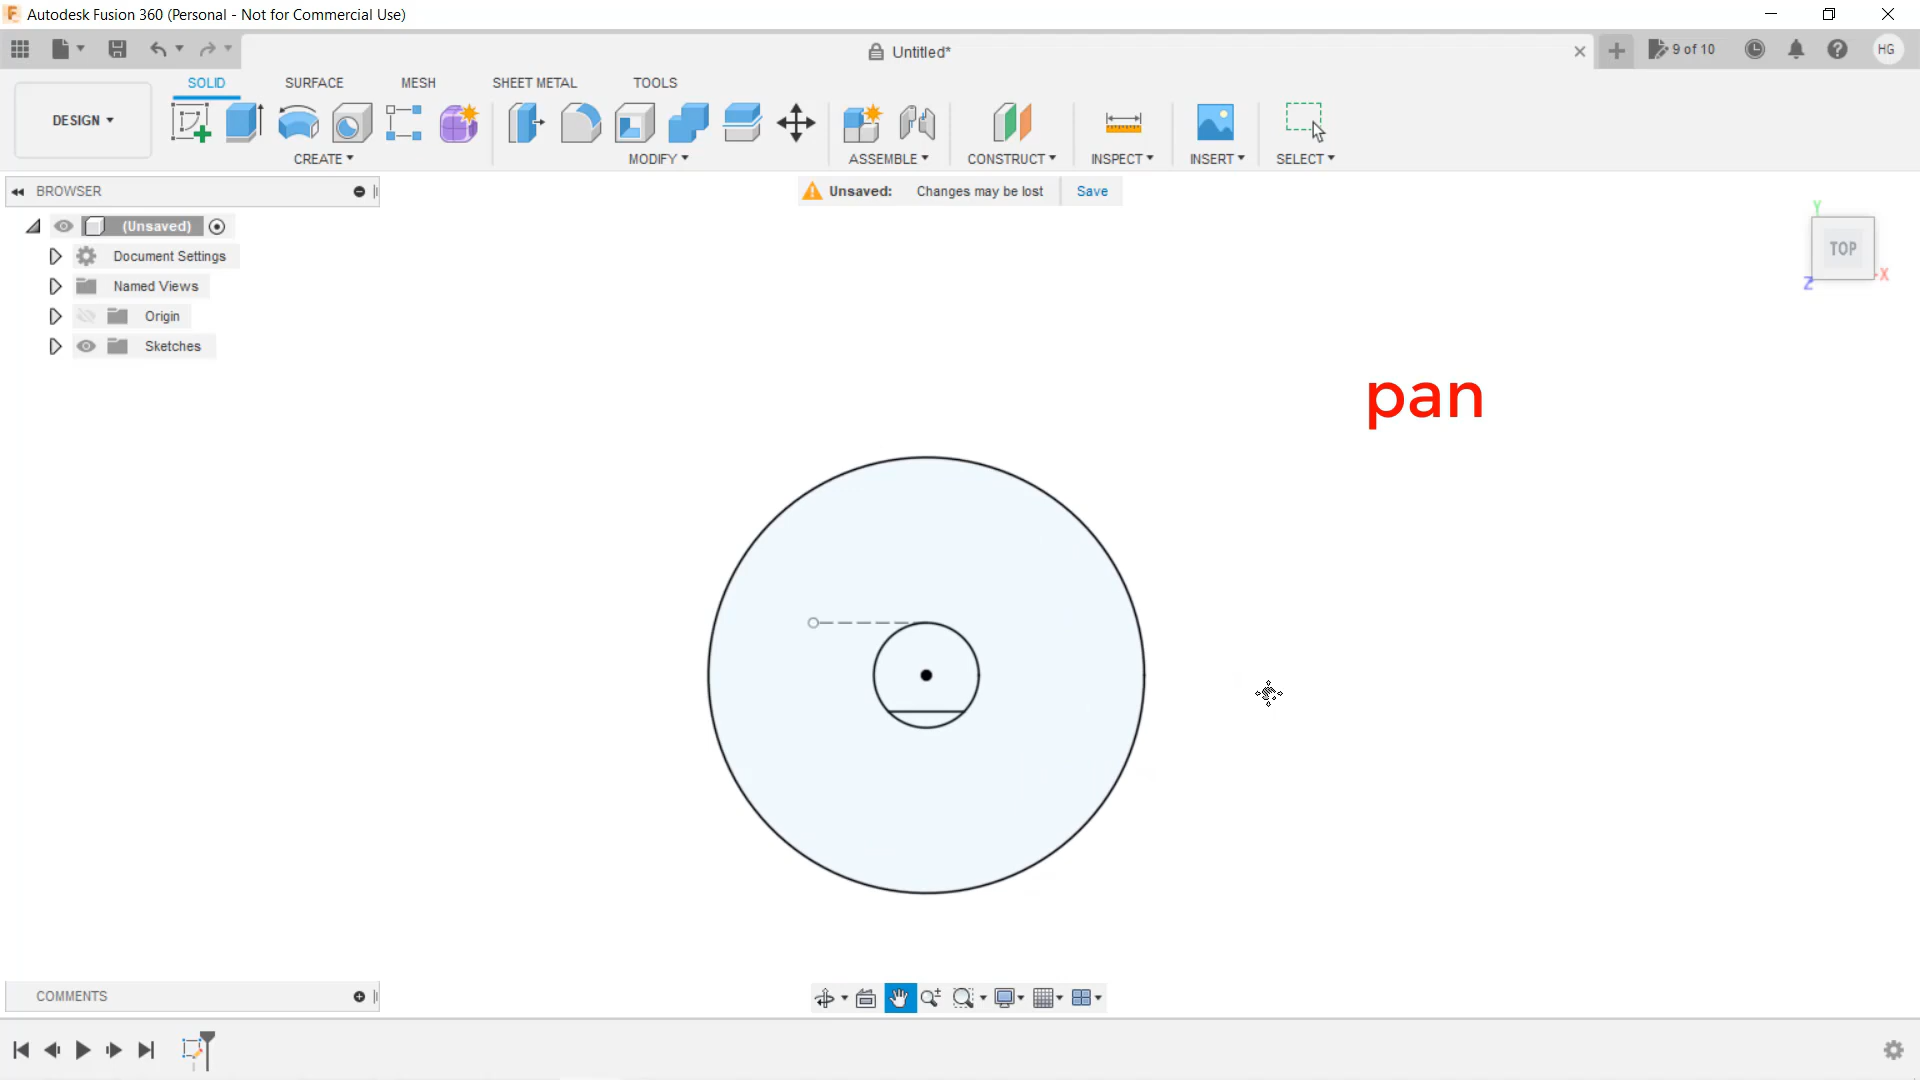 Autodesk Fusion 360 (Personal - Not for Commercial Use)
Untitled*
9 of 10
HG
DESIGN
SOLID
SURFACE
MESH
SHEET METAL
TOOLS
CREATE
MODIFY
ASSEMBLE
CONSTRUCT
INSPECT
INSERT
SELECT
BROWSER
Unsaved: Changes may be lost Save
(Unsaved)
Document Settings
Named Views
Origin
Sketches
Y
TOP
X
Z
pan
COMMENTS